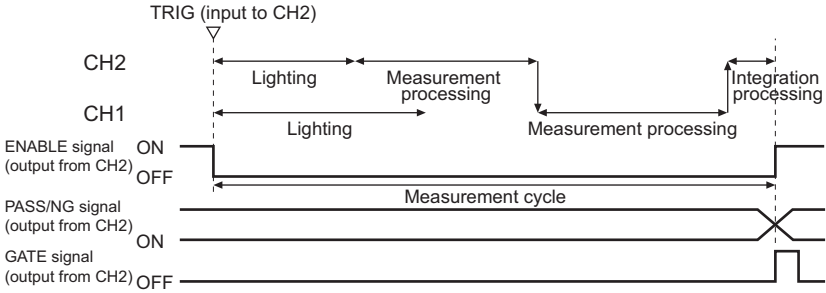 TRIG (input to CH2)
CH2
Lighting
Measurement
processing
Integration
processing
CH1
Lighting
Measurement processing
ENABLE signal
(output from CH2)
ON
OFF
Measurement cycle
PASS/NG signal
(output from CH2)
ON
GATE signal
(output from CH2)
OFF